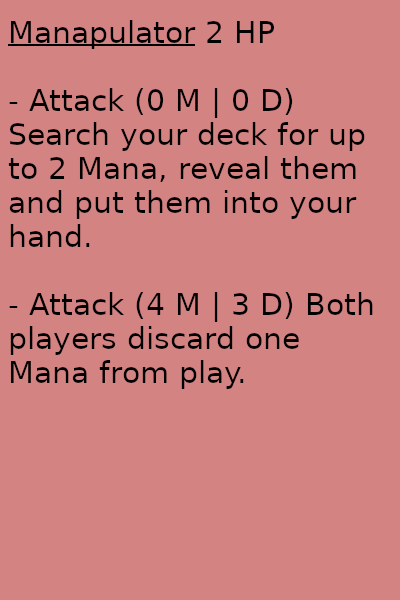 Manapulator 2 HP
- Attack (0 M | 0 D)
Search your deck for up
to 2 Mana, reveal them
and put them into your
hand.
- Attack (4 M | 3 D) Both
players discard one
Mana from play.